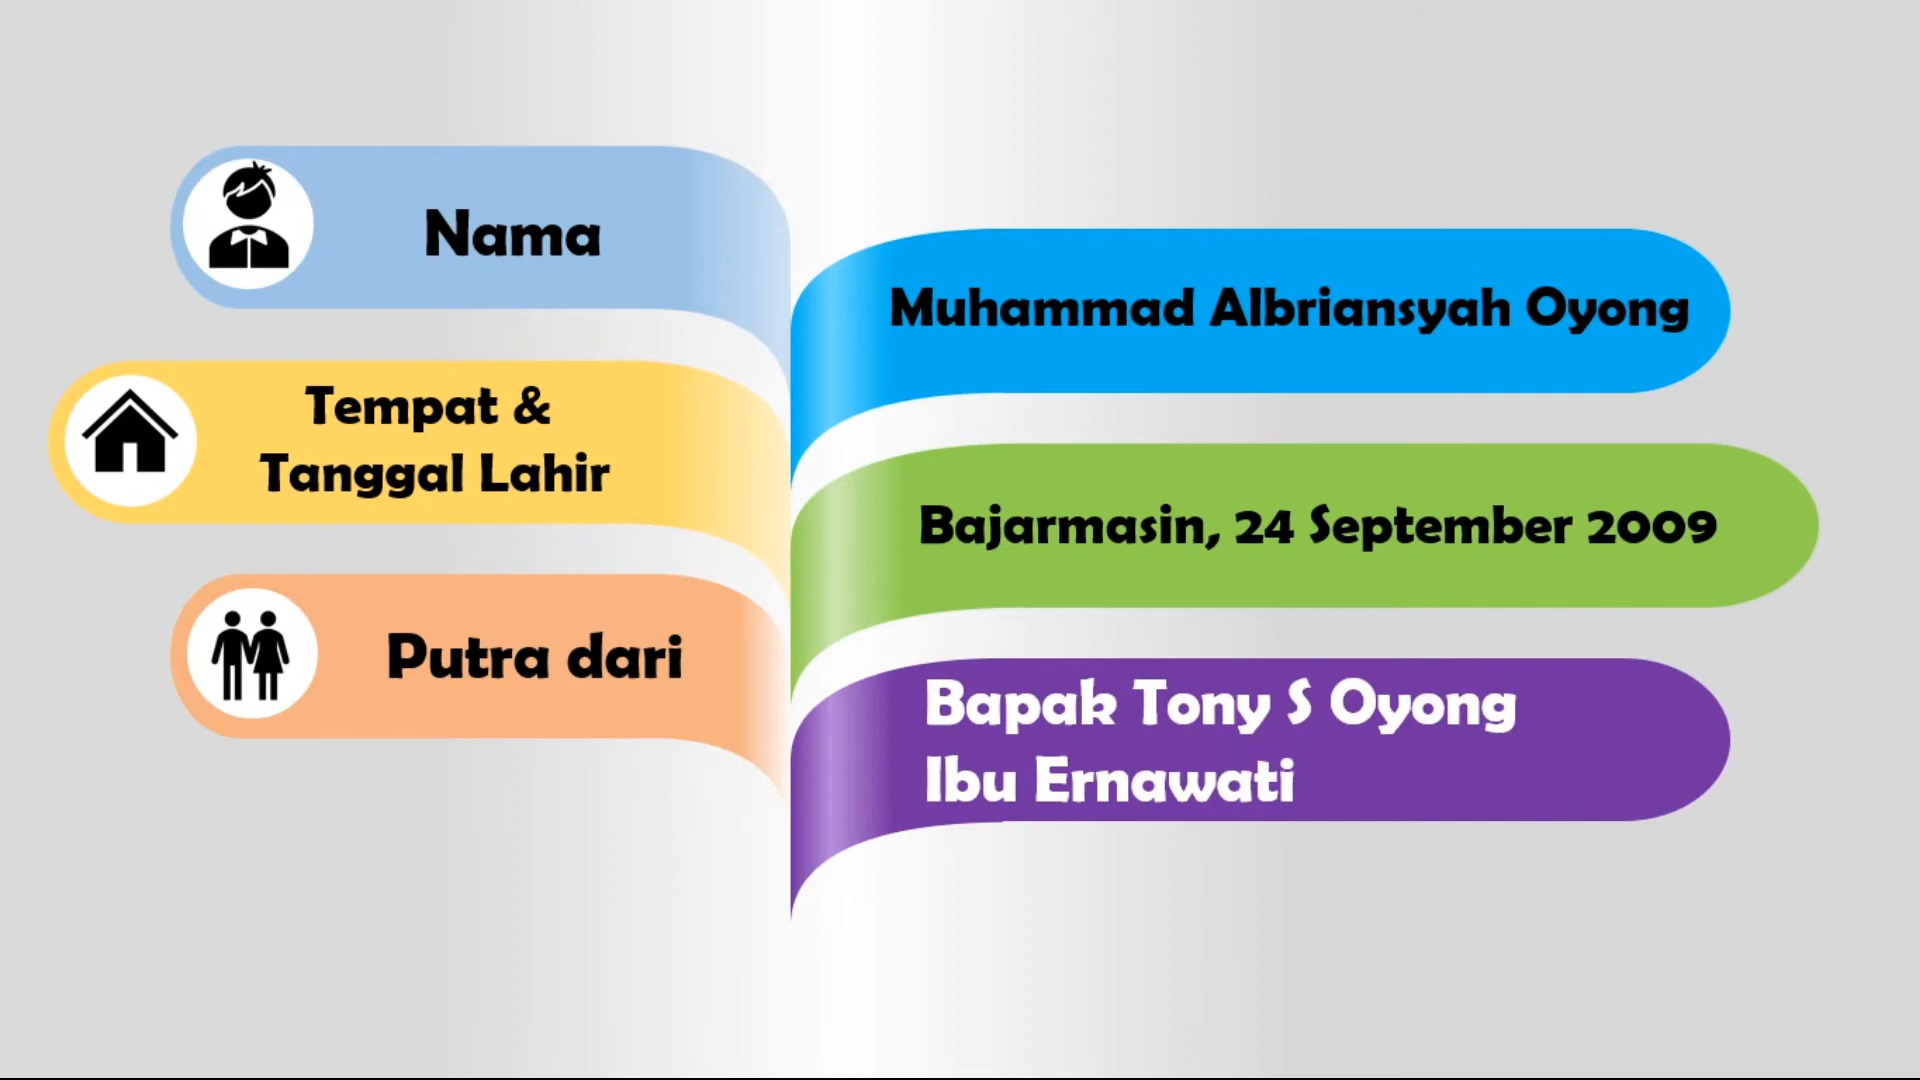 Nama
Muhammad Albriansyah Oyong
Tempat &
Tanggal Lahir
Bajarmasin, 24 September 2009
Putra dari
Bapak Tony S Oyong
Ibu Ernawati